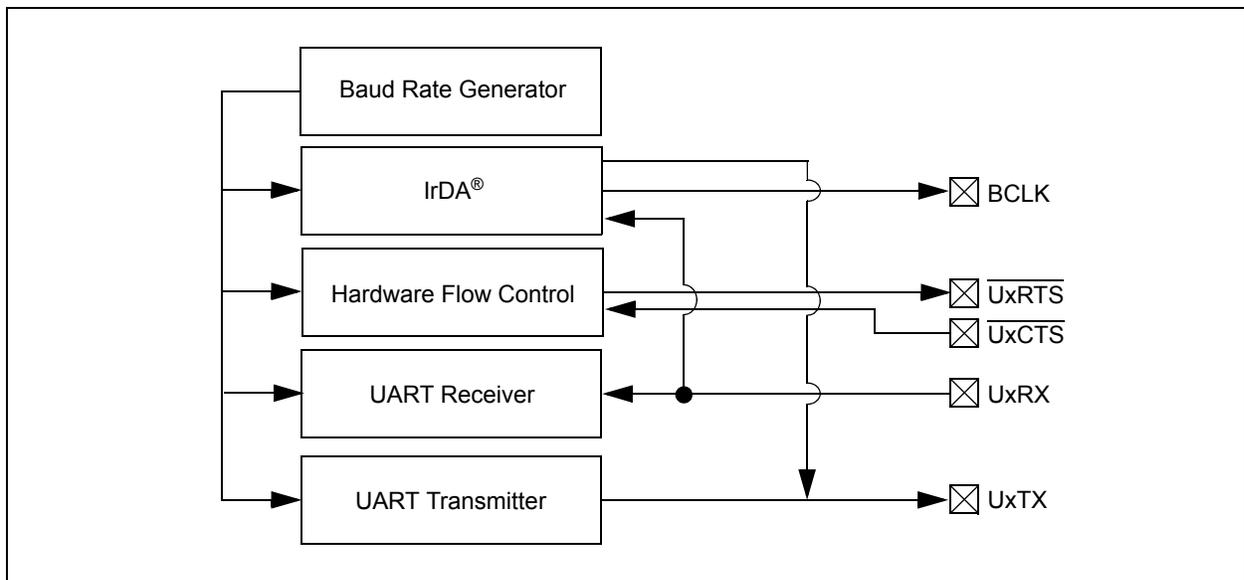 Baud Rate Generator
IrDA®
BCLK
Hardware Flow Control
UxRTS
UxCTS
UART Receiver
UxRX
UART Transmitter
UxTX